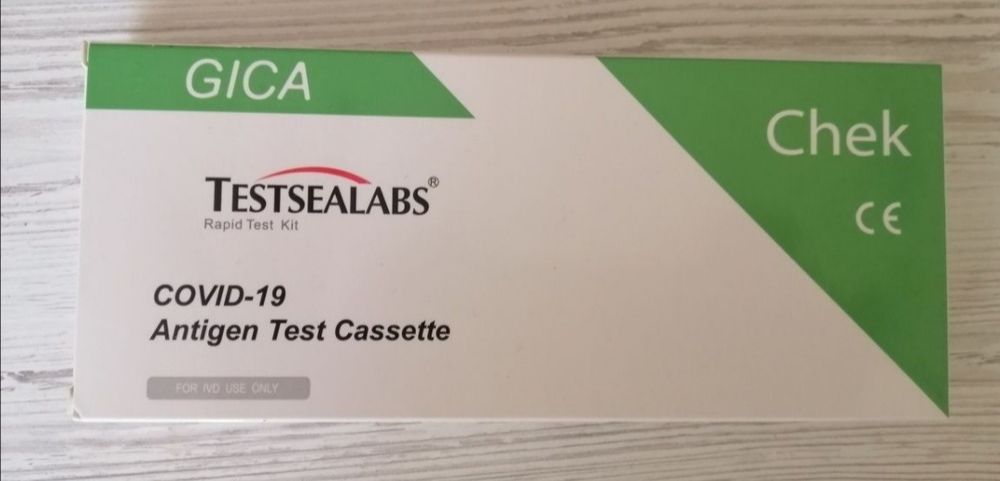 GICA
Chek
CE
TESTSEALABS®
Rapid Test Kit
COVID-19
Antigen Test Cassette
FOR IVD USE ONLY